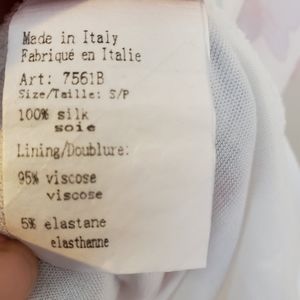 Made in Italy
Fabriqué en Italie
Art: 7561B
Size/Taille: S/P
100% silk
soie
Lining/Doublure:
95% viscose
viscose
5% elastane
elasthanne